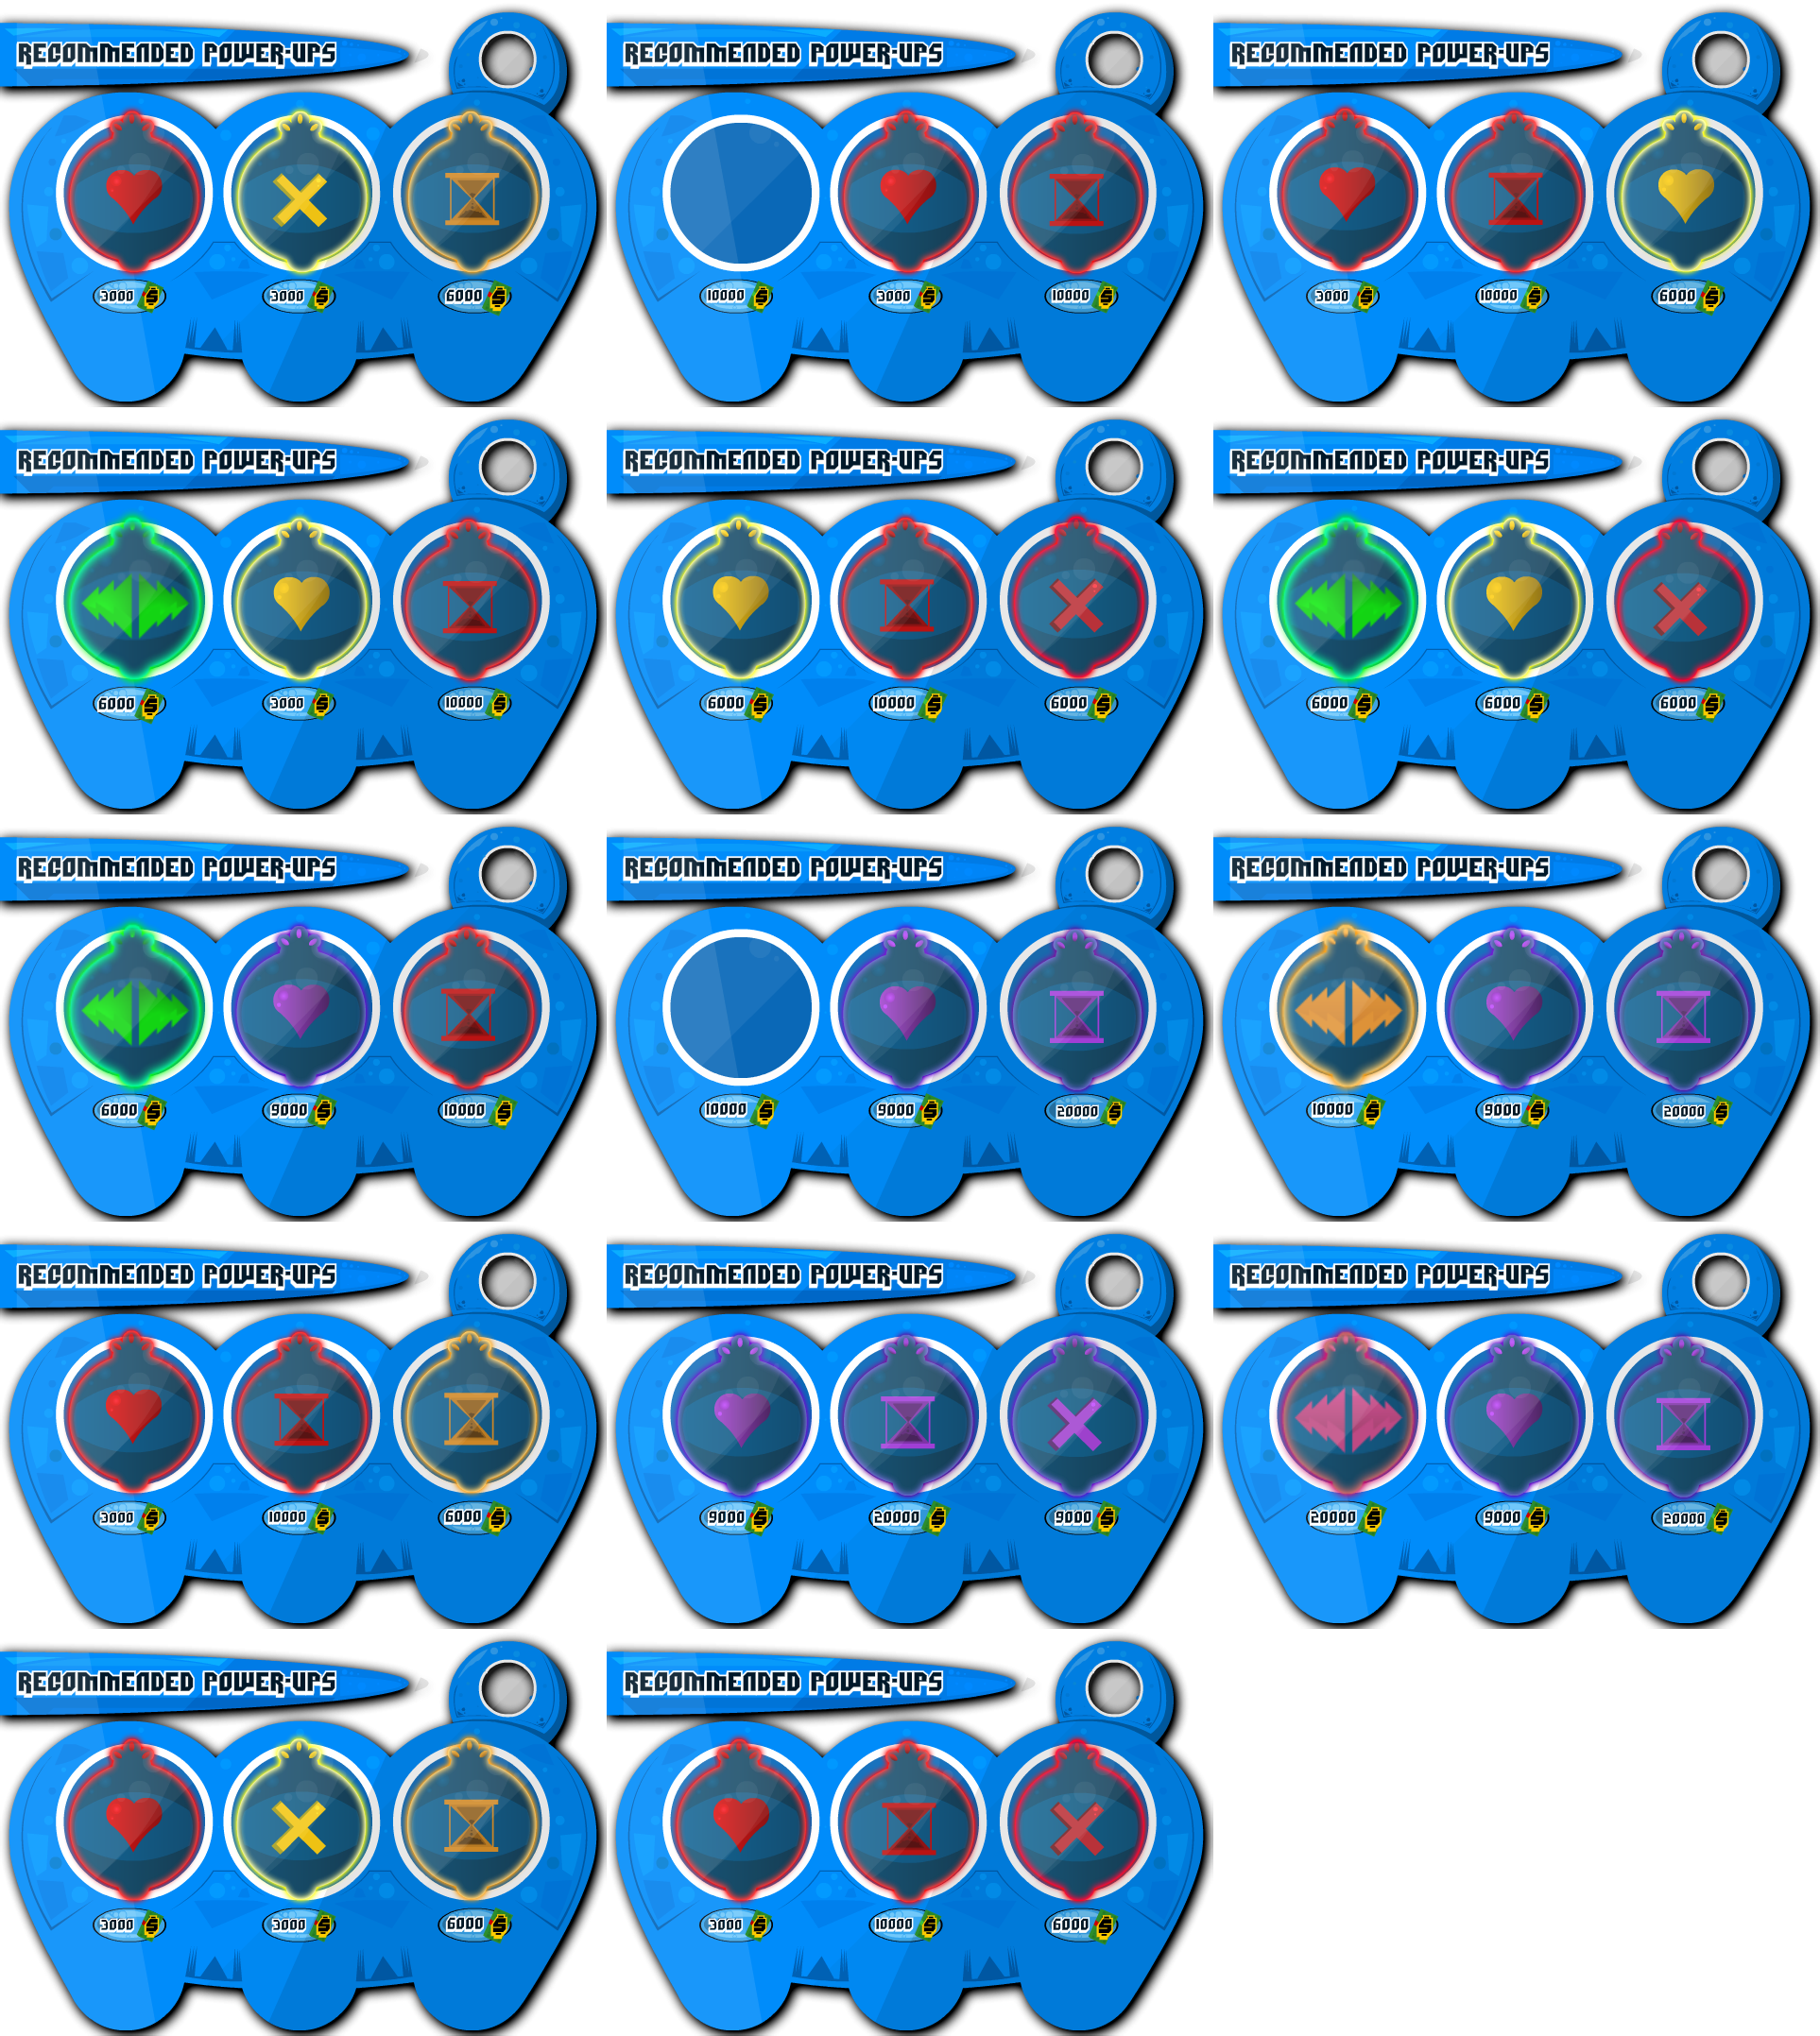 RECOMMENDED POWER-UPS RECOMMENDED POWER-UPS RECOMMENDED POWER-UPS
3000 $ 3000 $ 6000 $ 10000 $ 3000 $ 10000 $ 3000 $ 10000 $ 6000 $
RECOMMENDED POWER-UPS RECOMMENDED POWER-UPS RECOMMENDED POWER-UPS
6000 $ 3000 $ 10000 $ 6000 $ 10000 $ 6000 $ 6000 $ 6000 $ 6000 $
RECOMMENDED POWER-UPS RECOMMENDED POWER-UPS RECOMMENDED POWER-UPS
6000 $ 9000 $ 10000 $ 10000 $ 9000 $ 20000 $ 10000 $ 9000 $ 20000 $
RECOMMENDED POWER-UPS RECOMMENDED POWER-UPS RECOMMENDED POWER-UPS
3000 $ 10000 $ 6000 $ 9000 $ 20000 $ 9000 $ 20000 $ 9000 $ 20000 $
RECOMMENDED POWER-UPS RECOMMENDED POWER-UPS
3000 $ 3000 $ 6000 $ 3000 $ 10000 $ 6000 $